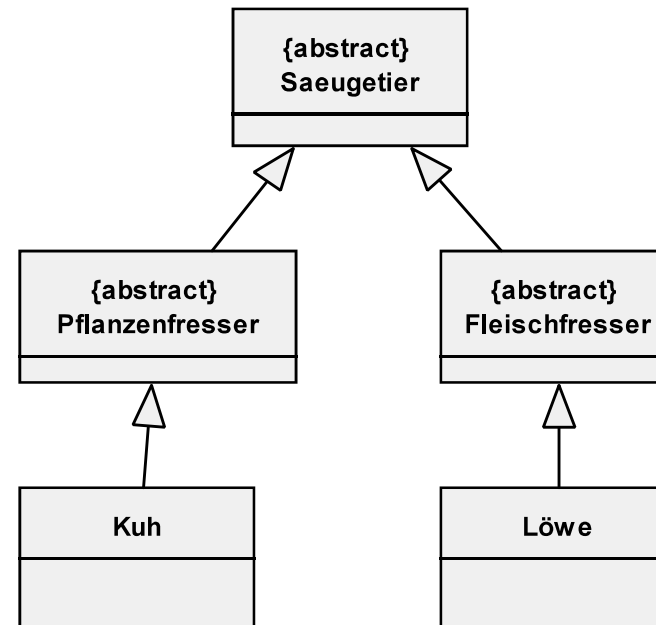 {abstract}
Saeugetier
{abstract}
Pflanzenfresser
{abstract}
Fleischfresser
Kuh
Löwe